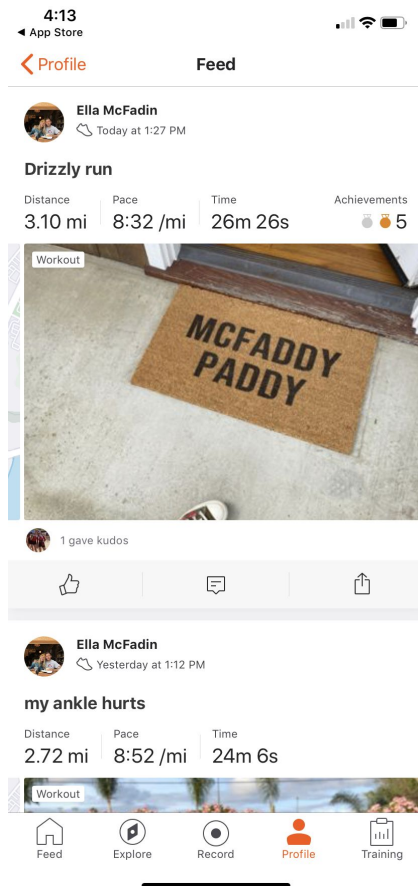 4:13
App Store
Profile
Feed
Ella McFadin
Today at 1:27 PM
Drizzly run
Distance Pace Time Achievements
3.10 mi 8:32 /mi 26m 26s 5
Workout
MCFADDY
PADDY
1 gave kudos
Ella McFadin
Yesterday at 1:12 PM
my ankle hurts
Distance Pace Time
2.72 mi 8:52 /mi 24m 6s
Workout
Feed Explore Record Profile Training